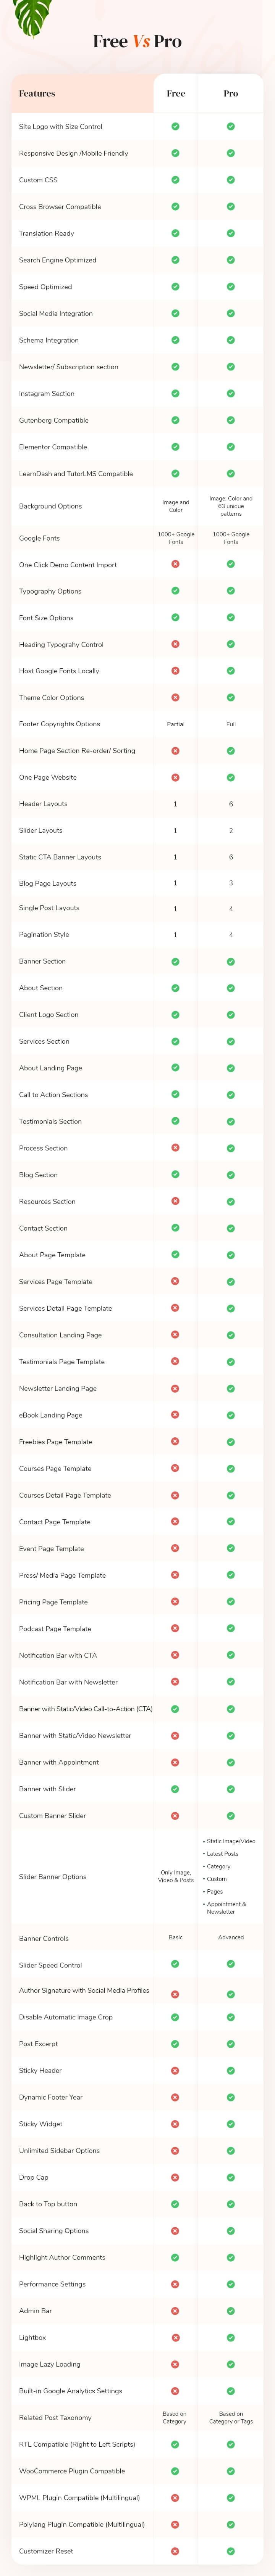 Free Vs Pro
Features Free Pro
Site Logo with Size Control
Responsive Design /Mobile Friendly
Custom CSS
Cross Browser Compatible
Translation Ready
Search Engine Optimized
Speed Optimized
Social Media Integration
Schema Integration
Newsletter/ Subscription section
Instagram Section
Gutenberg Compatible
Elementor Compatible
LearnDash and TutorLMS Compatible
Background Options
Image and
Color
Image, Color and
63 unique
patterns
Google Fonts
1000+ Google
Fonts
1000+ Google
Fonts
One Click Demo Content Import
Typography Options
Font Size Options
Heading Typograhy Control
Host Google Fonts Locally
Theme Color Options
Footer Copyrights Options Partial Full
Home Page Section Re-order/ Sorting
One Page Website
Header Layouts 1 6
Slider Layouts 1 2
Static CTA Banner Layouts 1 6
Blog Page Layouts 1 3
Single Post Layouts 1 4
Pagination Style 1 4
Banner Section
About Section
Client Logo Section
Services Section
About Landing Page
Call to Action Sections
Testimonials Section
Process Section
Blog Section
Resources Section
Contact Section
About Page Template
Services Page Template
Services Detail Page Template
Consultation Landing Page
Testimonials Page Template
Newsletter Landing Page
eBook Landing Page
Freebies Page Template
Courses Page Template
Courses Detail Page Template
Contact Page Template
Event Page Template
Press/ Media Page Template
Pricing Page Template
Podcast Page Template
Notification Bar with CTA
Notification Bar with Newsletter
Banner with Static/Video Call-to-Action (CTA)
Banner with Static/Video Newsletter
Banner with Appointment
Banner with Slider
Custom Banner Slider
Slider Banner Options
Only Image,
Video & Posts
• Static Image/Video
• Latest Posts
• Category
• Custom
• Pages
• Appointment &
Newsletter
Banner Controls Basic Advanced
Slider Speed Control
Author Signature with Social Media Profiles
Disable Automatic Image Crop
Post Excerpt
Sticky Header
Dynamic Footer Year
Sticky Widget
Unlimited Sidebar Options
Drop Cap
Back to Top button
Social Sharing Options
Highlight Author Comments
Performance Settings
Admin Bar
Lightbox
Image Lazy Loading
Built-in Google Analytics Settings
Related Post Taxonomy
Based on
Category
Based on
Category or Tags
RTL Compatible (Right to Left Scripts)
WooCommerce Plugin Compatible
WPML Plugin Compatible (Multilingual)
Polylang Plugin Compatible (Multilingual)
Customizer Reset